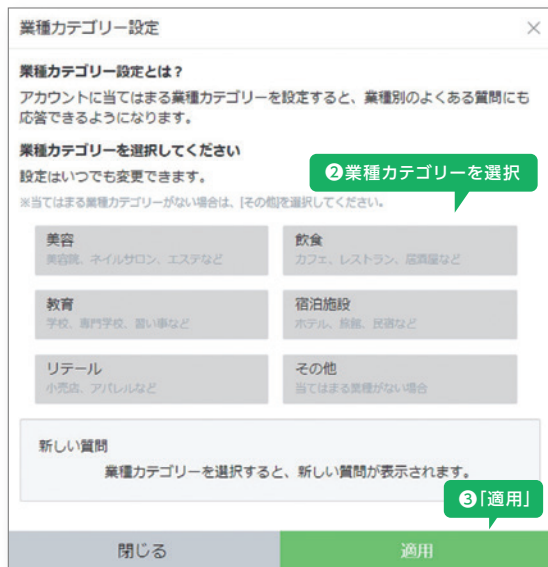 業種カテゴリー設定
業種カテゴリー設定とは？
アカウントに当てはまる業種カテゴリーを設定すると、業種別のよくある質問にも
応答できるようになります。
業種カテゴリーを選択してください
設定はいつでも変更できます。
❷業種カテゴリーを選択
※当てはまる業種カテゴリーがない場合は、[その他]を選択してください。
美容
美容院、ネイルサロン、エステなど
飲食
カフェ、レストラン、居酒屋など
教育
学校、専門学校、習い事など
宿泊施設
ホテル、旅館、民宿など
リテール
小売店、アパレルなど
その他
当てはまる業種がない場合
新しい質問
業種カテゴリーを選択すると、新しい質問が表示されます。
❸「適用」
閉じる
適用